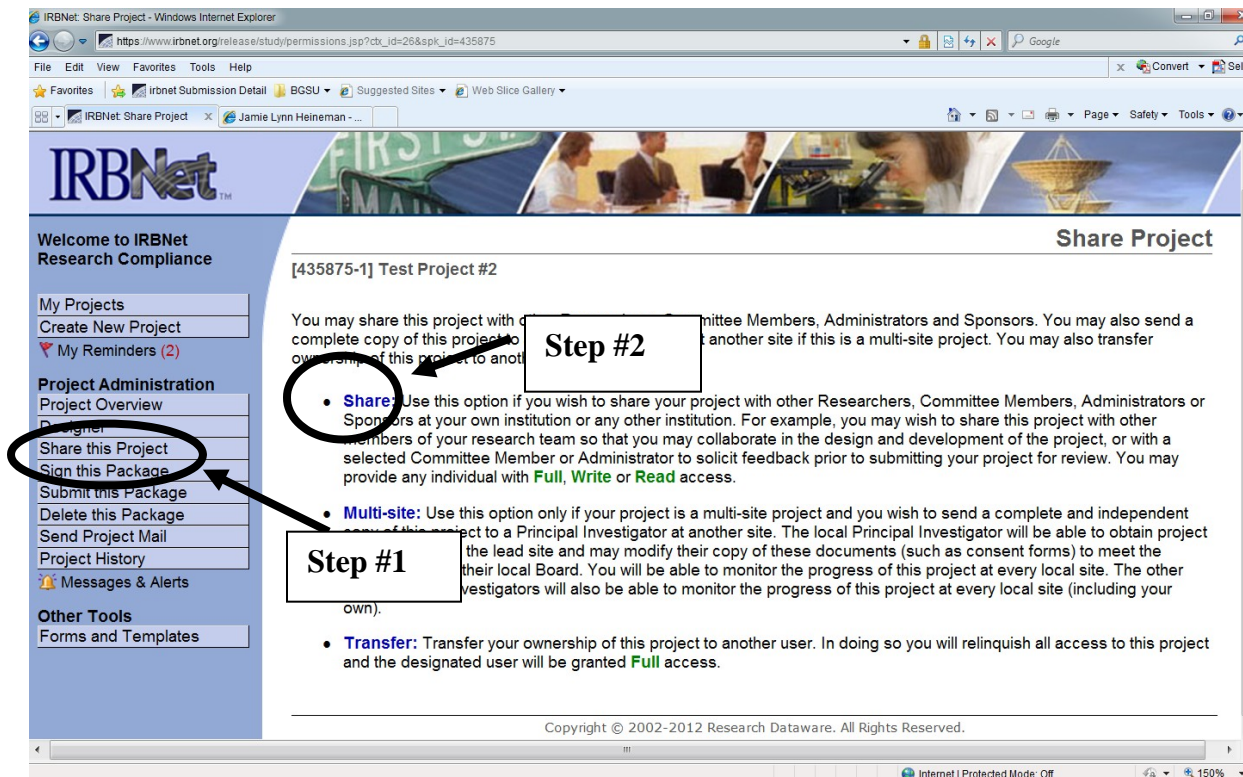 IRBNet: Share Project - Windows Internet Explorer
https://www.irbnet.org/release/study/permissions.jsp?ctx_id=26&spk_id=435875
Google
File Edit View Favorites Tools Help
Convert Sel
Favorites irbnet Submission Detail BGSU Suggested Sites Web Slice Gallery
IRBNet: Share Project x Jamie Lynn Heineman - ...
Page Safety Tools
FIRST ST.
MAIN
IRBNet TM
Welcome to IRBNet
Research Compliance
My Projects
Create New Project
My Reminders (2)
Project Administration
Project Overview
Designer
Share this Project
Sign this Package
Submit this Package
Delete this Package
Send Project Mail
Project History
Messages & Alerts
Other Tools
Forms and Templates
Share Project
[435875-1] Test Project #2
You may share this project with Committee Members, Administrators and Sponsors. You may also send a
complete copy of this project to another site if this is a multi-site project. You may also transfer
ownership of this project to
Step #2
• Share: Use this option if you wish to share your project with other Researchers, Committee Members, Administrators or
Sponsors at your own institution or any other institution. For example, you may wish to share this project with other
members of your research team so that you may collaborate in the design and development of the project, or with a
selected Committee Member or Administrator to solicit feedback prior to submitting your project for review. You may
provide any individual with Full, Write or Read access.
• Multi-site: Use this option only if your project is a multi-site project and you wish to send a complete and independent
copy of this project to a Principal Investigator at another site. The local Principal Investigator will be able to obtain project
the lead site and may modify their copy of these documents (such as consent forms) to meet the
their local Board. You will be able to monitor the progress of this project at every local site. The other
will also be able to monitor the progress of this project at every local site (including your
own).
Step #1
• Transfer: Transfer your ownership of this project to another user. In doing so you will relinquish all access to this project
and the designated user will be granted Full access.
Copyright © 2002-2012 Research Dataware. All Rights Reserved.
Internet | Protected Mode: Off 150%